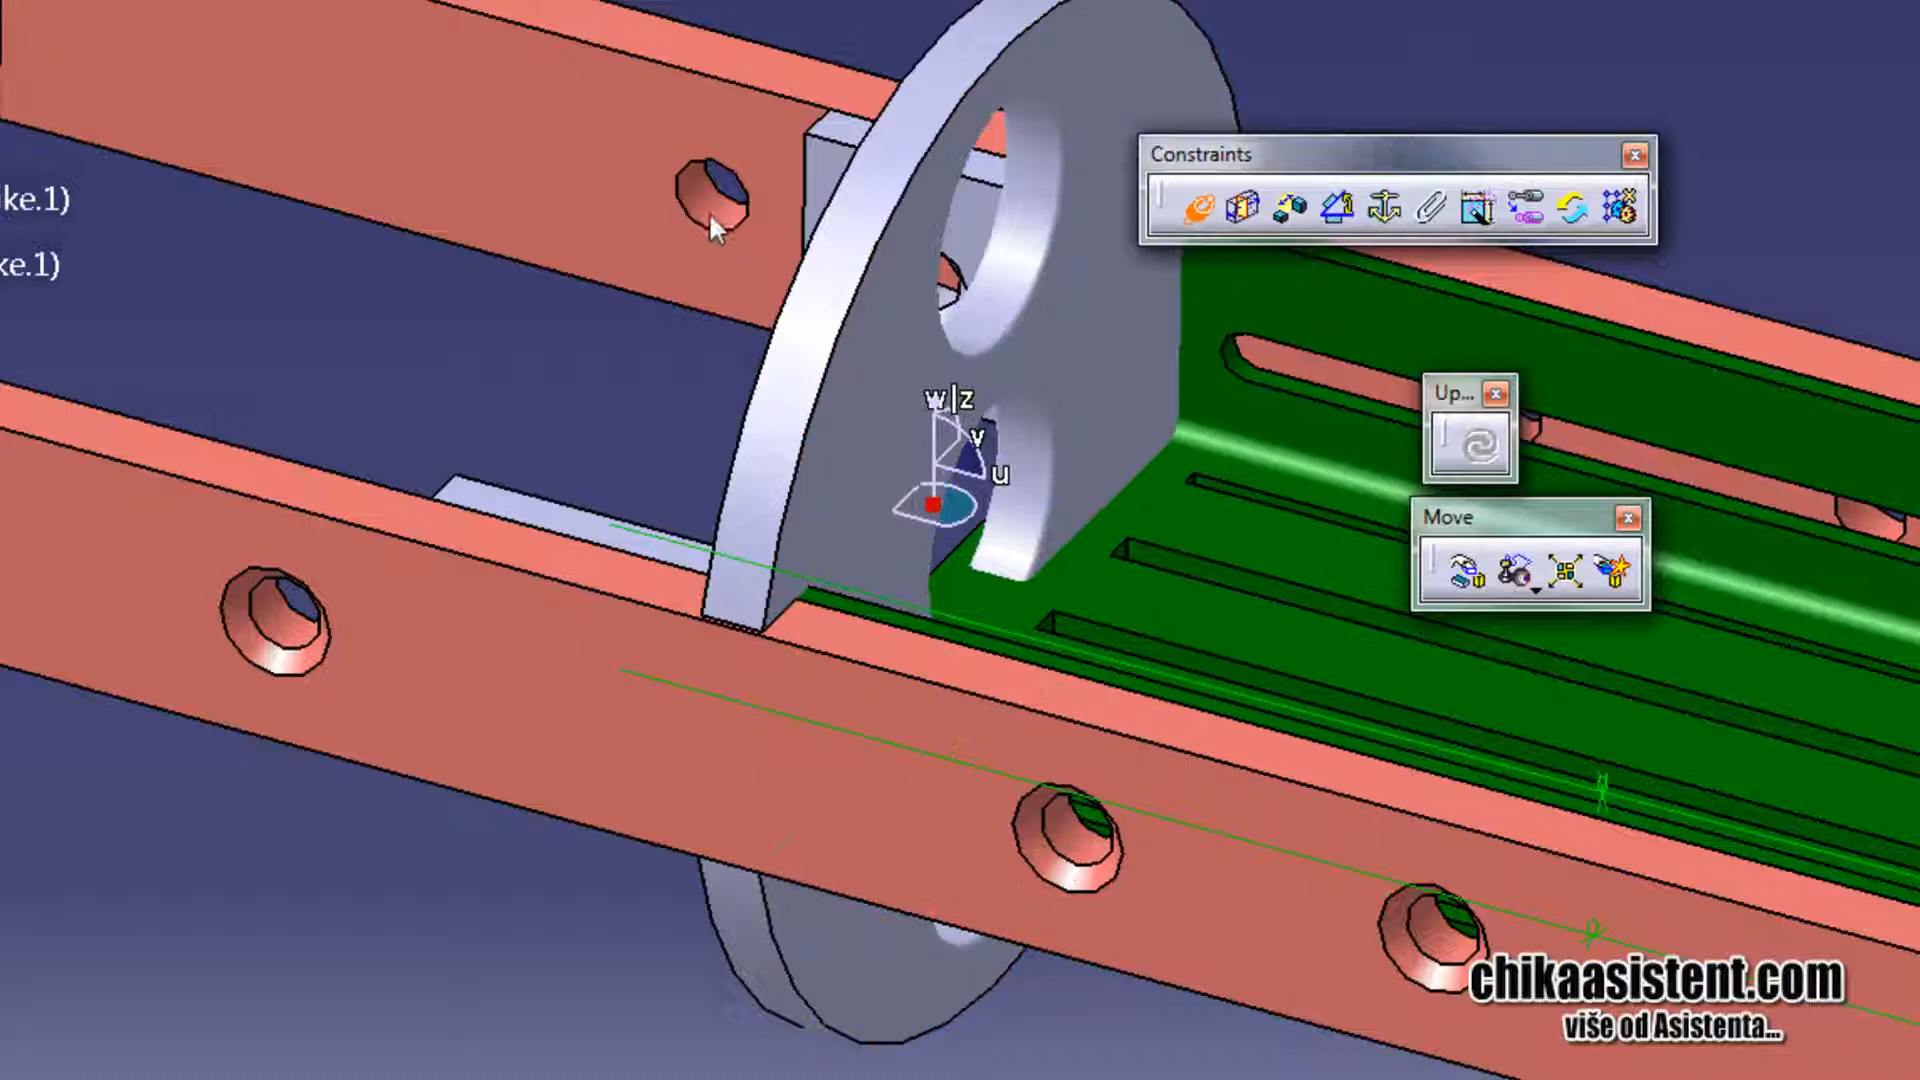 Constraints
ke.1)
ke.1)
Up...
w|z
v
u
Move
chikaasistent.com
više od Asistenta...